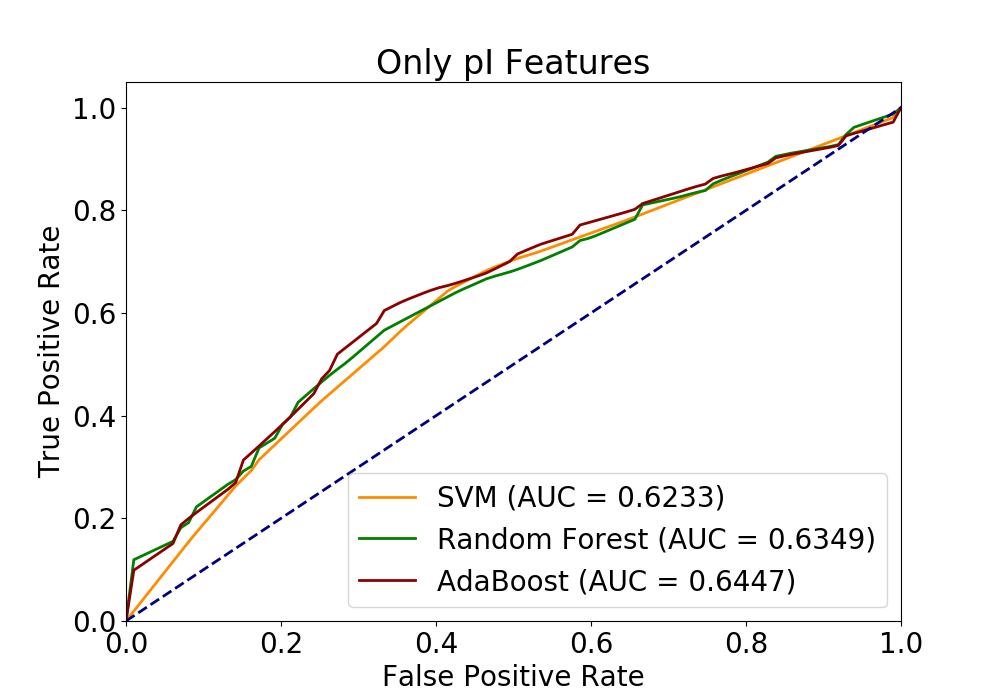 Only pI Features
True Positive Rate
1.0
0.8
0.6
0.4
0.2
0.0
SVM (AUC = 0.6233)
Random Forest (AUC = 0.6349)
AdaBoost (AUC = 0.6447)
0.0 0.2 0.4 0.6 0.8 1.0
False Positive Rate